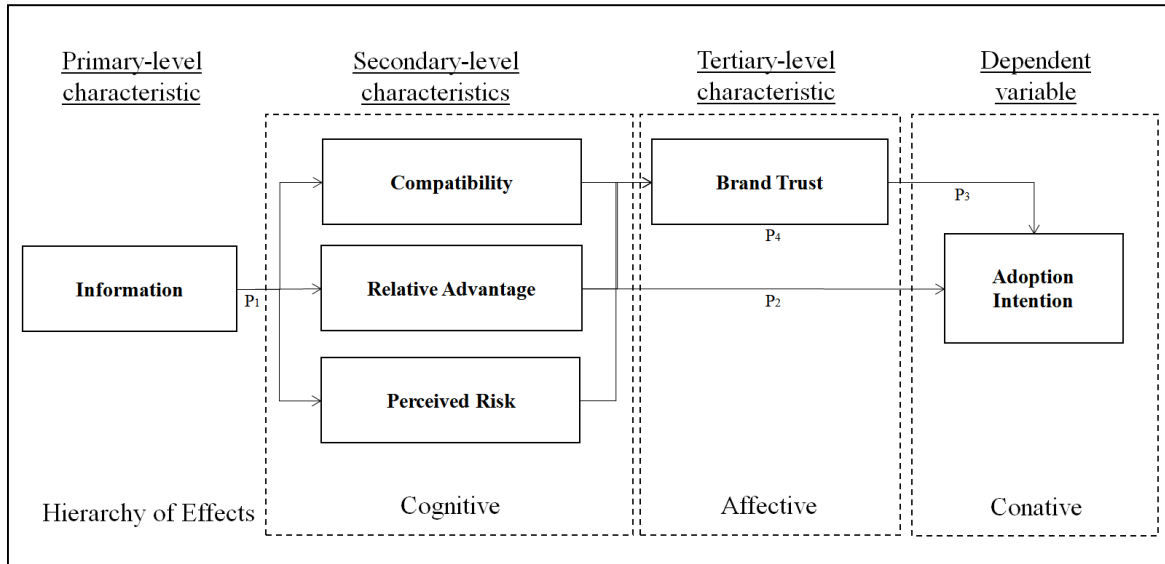 Primary-level
characteristic
Secondary-level
characteristics
Tertiary-level
characteristic
Dependent
variable
Compatibility
Brand Trust
P3
P4
Information
P1
Relative Advantage
P2
Adoption
Intention
Perceived Risk
Hierarchy of Effects
Cognitive
Affective
Conative